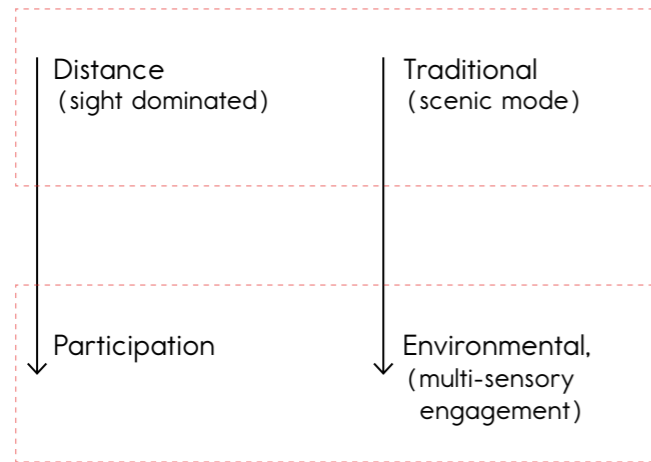 Distance
(sight dominated)
Traditional
(scenic mode)
Participation
Environmental,
(multi-sensory
engagement)